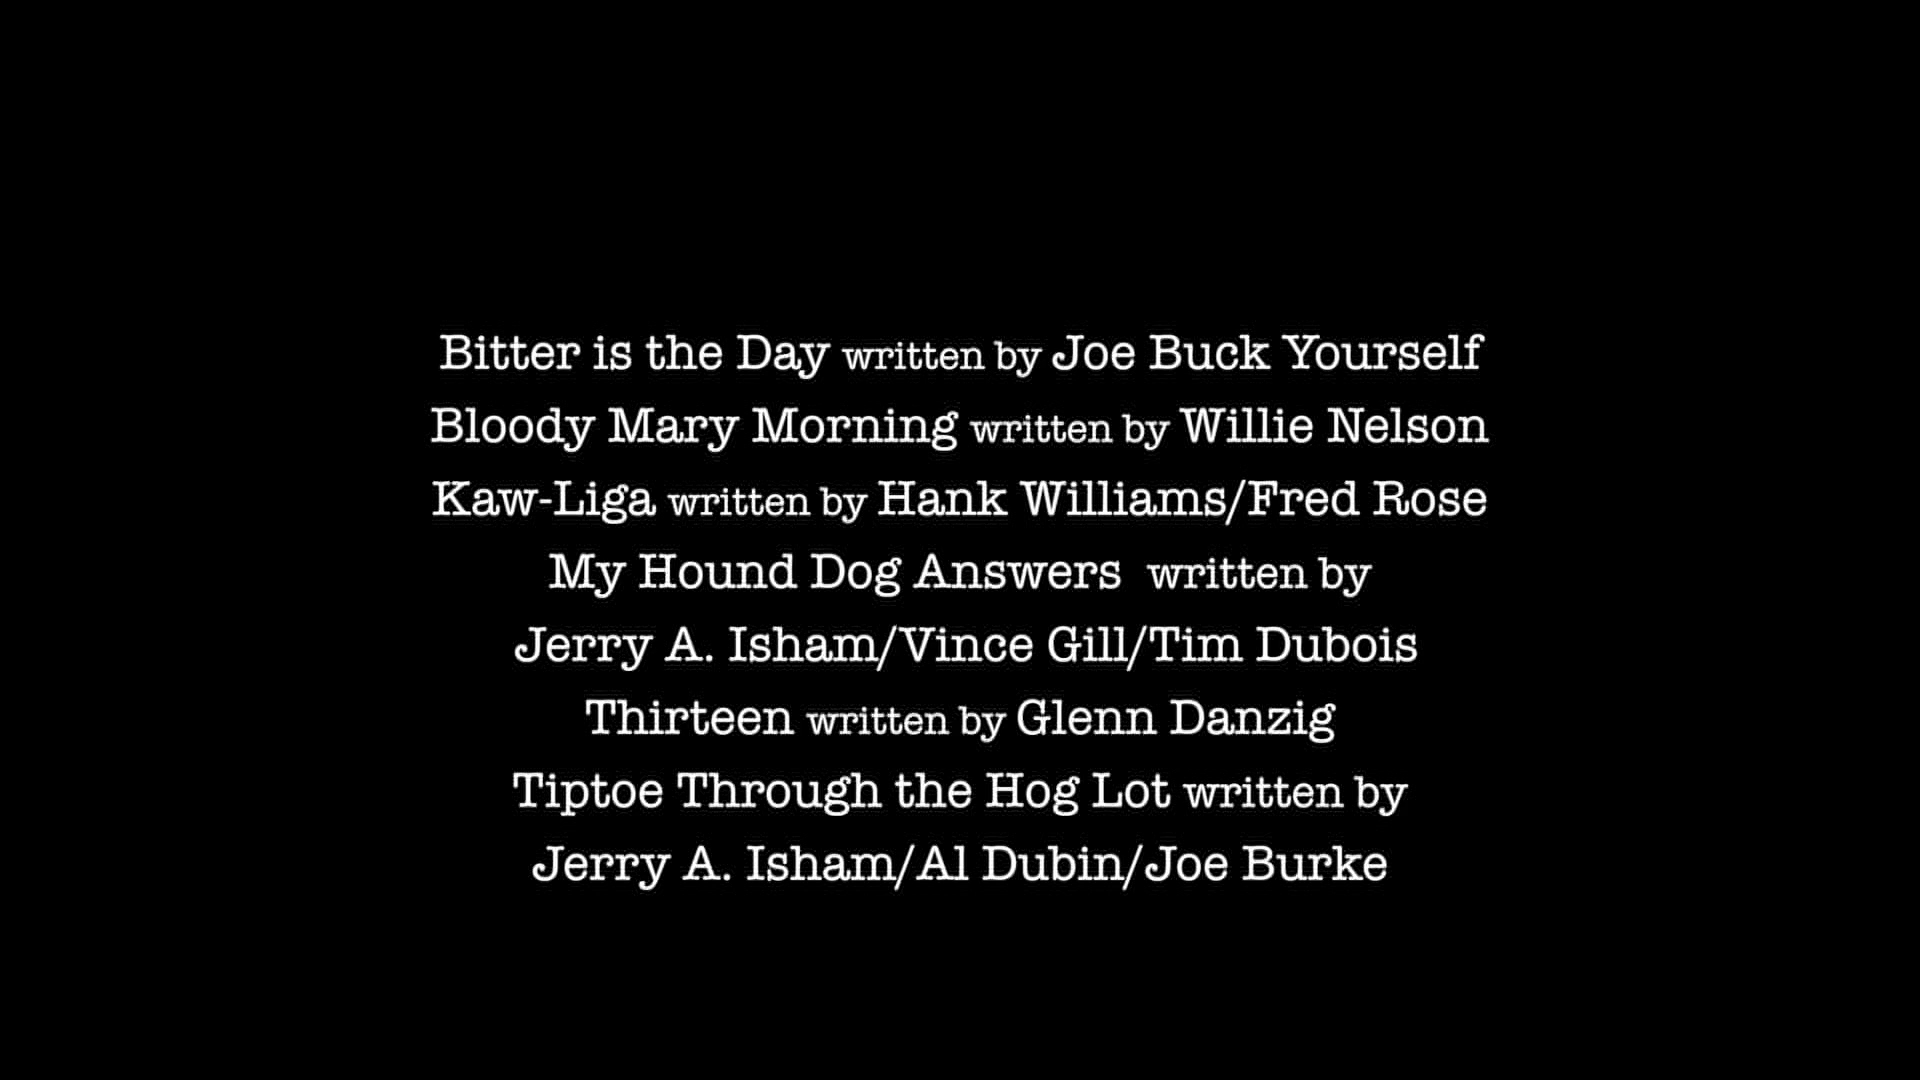 Bitter is the Day written by Joe Buck Yourself
Bloody Mary Morning written by Willie Nelson
Kaw-Liga written by Hank Williams/Fred Rose
My Hound Dog Answers written by
Jerry A. Isham/Vince Gill/Tim Dubois
Thirteen written by Glenn Danzig
Tiptoe Through the Hog Lot written by
Jerry A. Isham/Al Dubin/Joe Burke